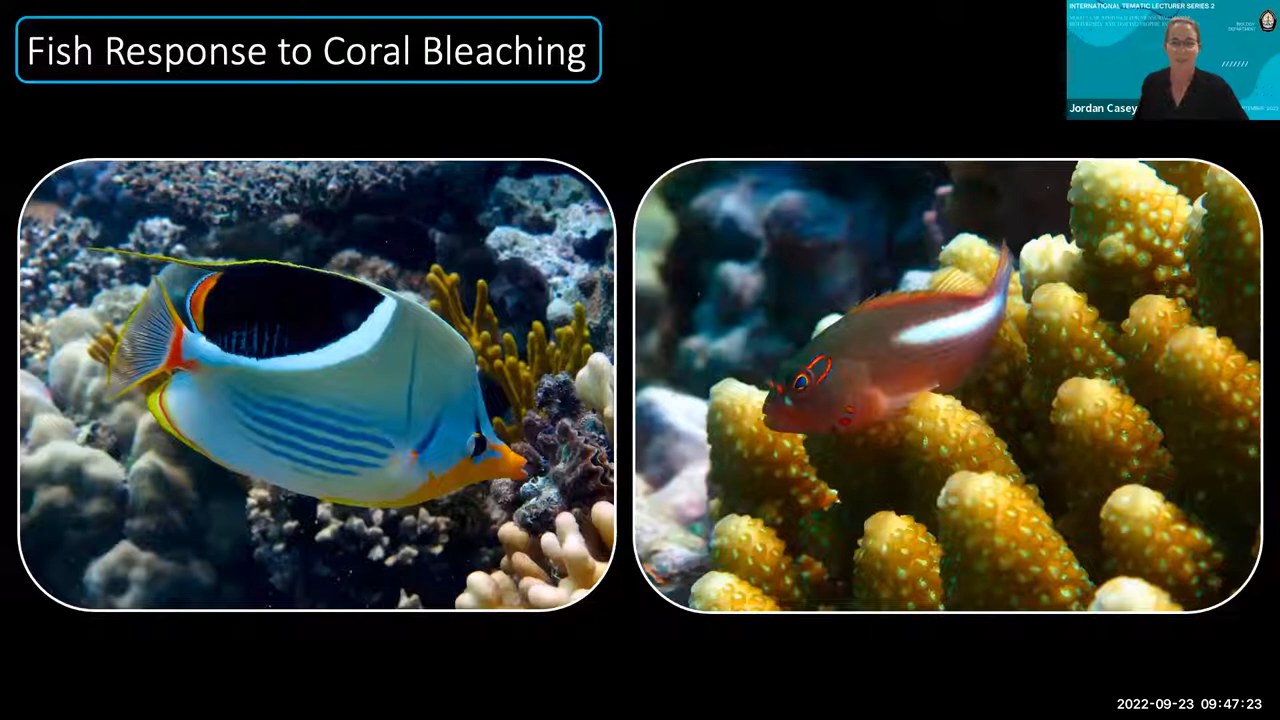 Fish Response to Coral Bleaching
INTERNATIONAL TEMATIC LECTURER SERIES 2
Jordan Casey
2022-09-23 09:47:23